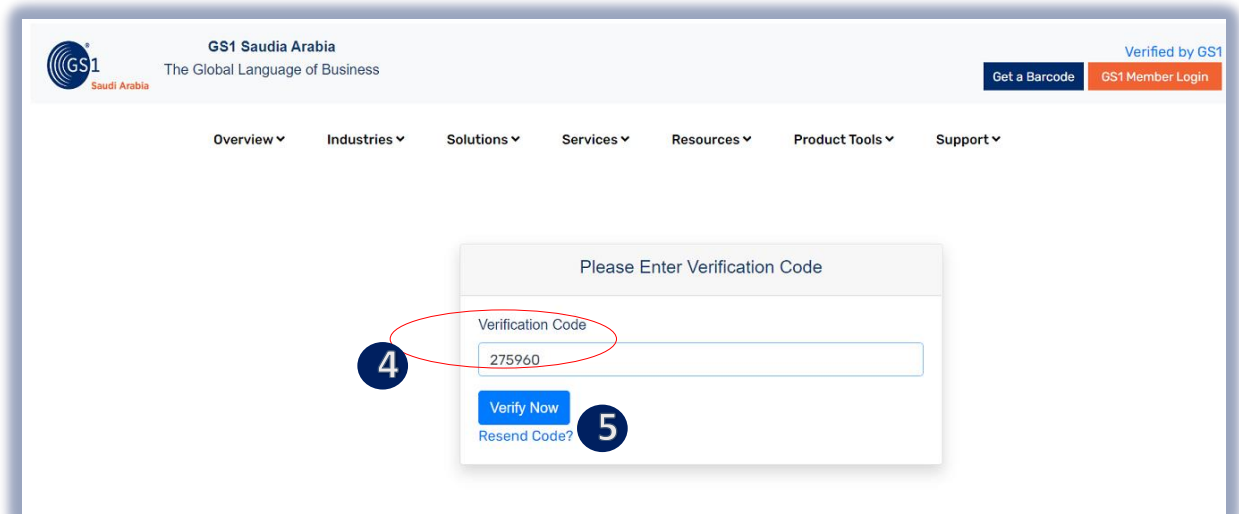 GS1 Saudia Arabia
The Global Language of Business
GS1
Saudi Arabia
Verified by GS1
Get a Barcode
GS1 Member Login
Overview
Industries
Solutions
Services
Resources
Product Tools
Support
Please Enter Verification Code
Verification Code
275960
4
Verify Now
Resend Code?
5